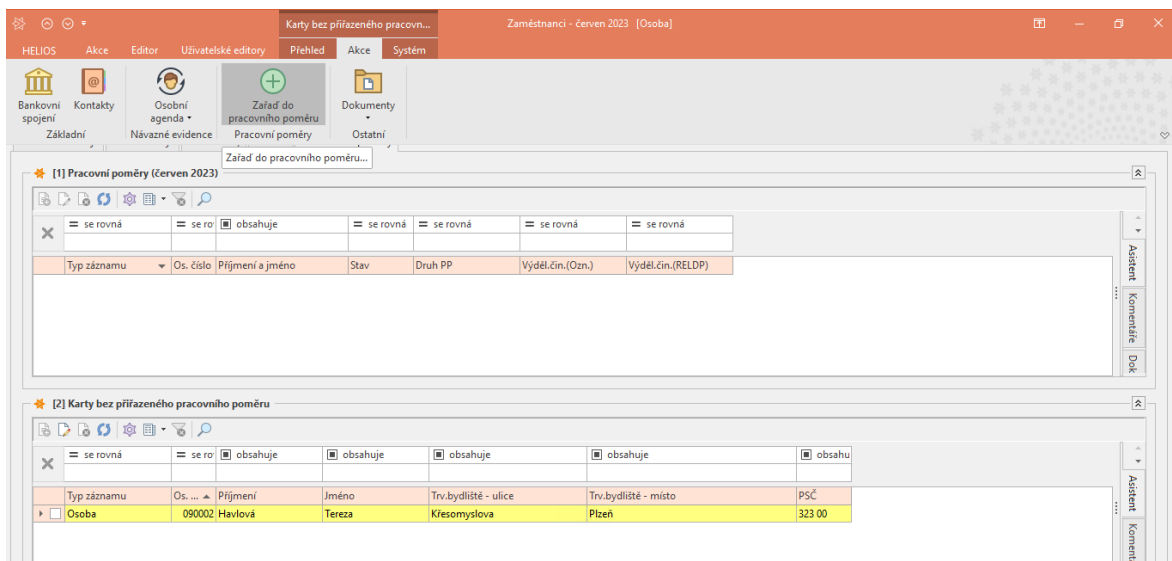 Karty bez přiřazeného pracovn... Zaměstnanci - červen 2023 [Osoba]
HELIOS Akce Editor Uživatelské editory Přehled Akce Systém
Bankovní spojení Kontakty Osobní agenda Zařaď do pracovního poměru Dokumenty
Základní Návazné evidence Pracovní poměry Ostatní
Zařaď do pracovního poměru...
[1] Pracovní poměry (červen 2023)
se rovná se ro obsahuje se rovná se rovná se rovná se rovná
Typ záznamu Os. číslo Příjmení a jméno Stav Druh PP Výděl.čin.(Ozn.) Výděl.čin.(RELDP)
Asistent
Komentáře
Dok
[2] Karty bez přiřazeného pracovního poměru
se rovná se ro obsahuje obsahuje obsahuje obsahuje obsahu
Typ záznamu Os. ... Příjmení Jméno Trv.bydliště - ulice Trv.bydliště - místo PSČ
Osoba 090002 Havlová Tereza Křesomyslova Plzeň 323 00
Asistent
Koment